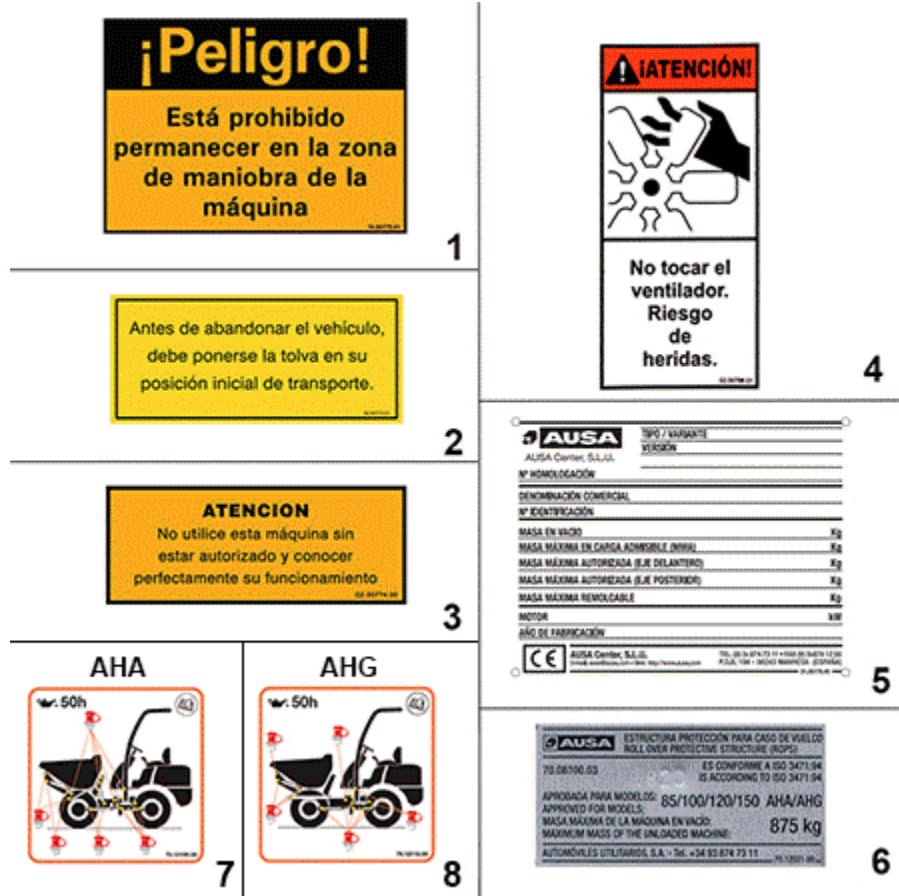 ¡Peligro!
Está prohibido
permanecer en la zona
de maniobra de la
máquina
1
Antes de abandonar el vehículo,
debe ponerse la tolva en su
posición inicial de transporte.
2
ATENCION
No utilice esta máquina sin
estar autorizado y conocer
perfectamente su funcionamiento
3
¡ATENCIÓN!
No tocar el
ventilador.
Riesgo
de
heridas.
4
AUSA
AUSA Center, S.L.U.
TIPO / VARIANTE
VERSIÓN
Nº HOMOLOGACIÓN
DENOMINACIÓN COMERCIAL
Nº IDENTIFICACIÓN
MASA EN VACIO Kg
MASA MÁXIMA EN CARGA ADMISIBLE (MMA) Kg
MASA MÁXIMA AUTORIZADA (EJE DELANTERO) Kg
MASA MÁXIMA AUTORIZADA (EJE POSTERIOR) Kg
MASA MÁXIMA REMOLCABLE Kg
MOTOR kW
AÑO DE FABRICACIÓN
CE
AUSA Center, S.L.U.
5
AUSA
ESTRUCTURA PROTECCIÓN PARA CASO DE VUELCO
ROLL OVER PROTECTIVE STRUCTURE (ROPS)
70.08100.03
ES CONFORME A ISO 3471:94
IS ACCORDING TO ISO 3471:94
APROBADA PARA MODELOS:
APPROVED FOR MODELS:
85/100/120/150 AHA/AHG
MASA MÁXIMA DE LA MÁQUINA EN VACIO:
MAXIMUM MASS OF THE UNLOADED MACHINE:
875 kg
AUTOMÓVILES UTILITARIOS, S.A. - Tel. +34 93 874 73 11
6
AHA
50h
7
AHG
50h
8